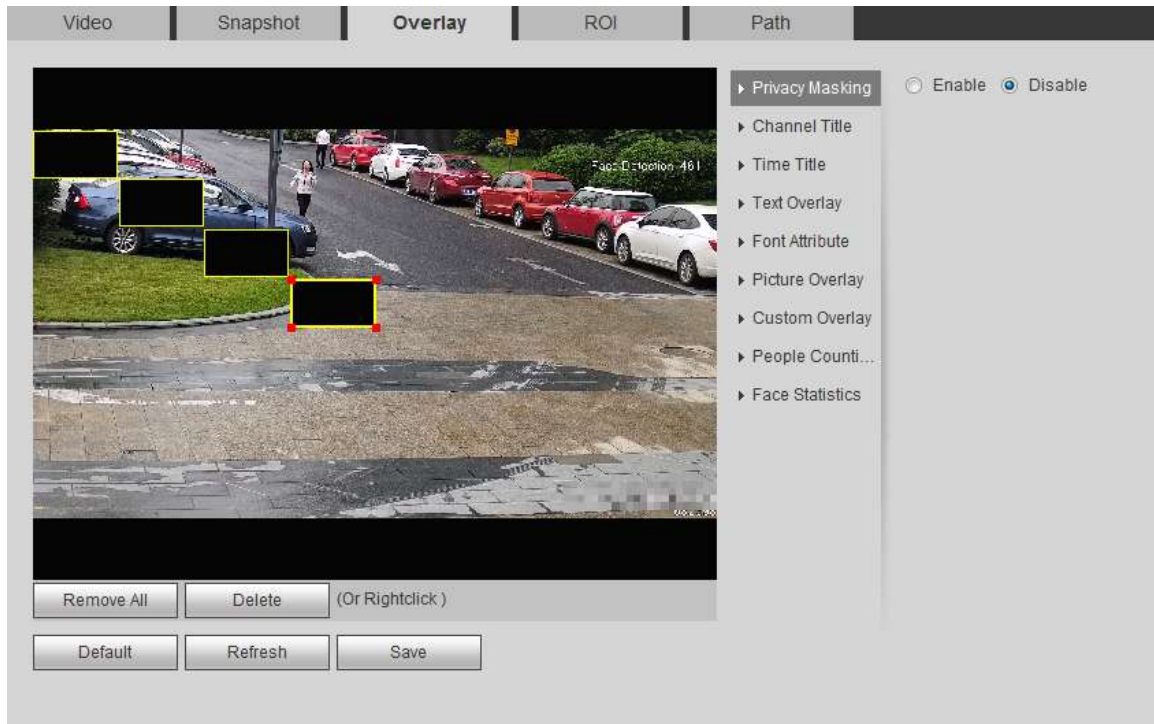 Video Snapshot Overlay ROI Path
Privacy Masking Enable Disable
Channel Title
Time Title
Text Overlay
Font Attribute
Picture Overlay
Custom Overlay
People Counti...
Face Statistics
Face Detection 461
Remove All Delete (Or Rightclick )
Default Refresh Save